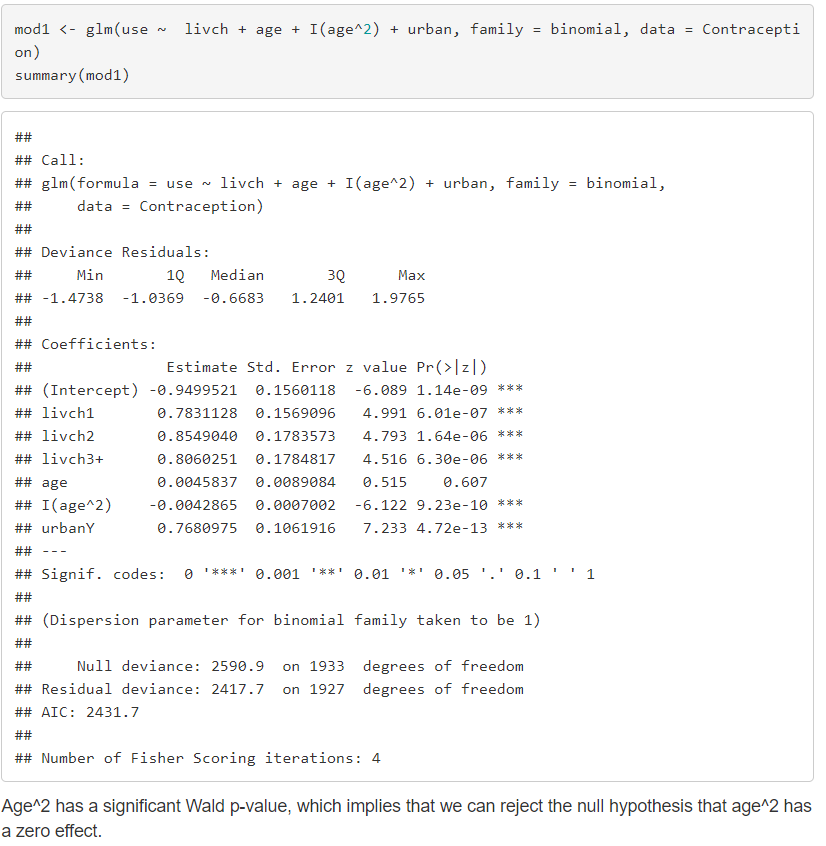 mod1 <- glm(use ~  livch + age + I(age^2) + urban, family = binomial, data = Contracepti
on)
summary(mod1)
##
## Call:
## glm(formula = use ~ livch + age + I(age^2) + urban, family = binomial,
##     data = Contraception)
##
## Deviance Residuals:
##     Min       1Q   Median       3Q      Max
## -1.4738  -1.0369  -0.6683   1.2401   1.9765
##
## Coefficients:
##               Estimate Std. Error z value Pr(>|z|)
## (Intercept) -0.9499521  0.1560118  -6.089 1.14e-09 ***
## livch1       0.7831128  0.1569096   4.991 6.01e-07 ***
## livch2       0.8549040  0.1783573   4.793 1.64e-06 ***
## livch3+      0.8060251  0.1784817   4.516 6.30e-06 ***
## age          0.0045837  0.0089084   0.515    0.607
## I(age^2)    -0.0042865  0.0007002  -6.122 9.23e-10 ***
## urbanY       0.7680975  0.1061916   7.233 4.72e-13 ***
## ---
## Signif. codes:  0 '***' 0.001 '**' 0.01 '*' 0.05 '.' 0.1 ' ' 1
##
## (Dispersion parameter for binomial family taken to be 1)
##
##     Null deviance: 2590.9  on 1933  degrees of freedom
## Residual deviance: 2417.7  on 1927  degrees of freedom
## AIC: 2431.7
##
## Number of Fisher Scoring iterations: 4
Age^2 has a significant Wald p-value, which implies that we can reject the null hypothesis that age^2 has
a zero effect.